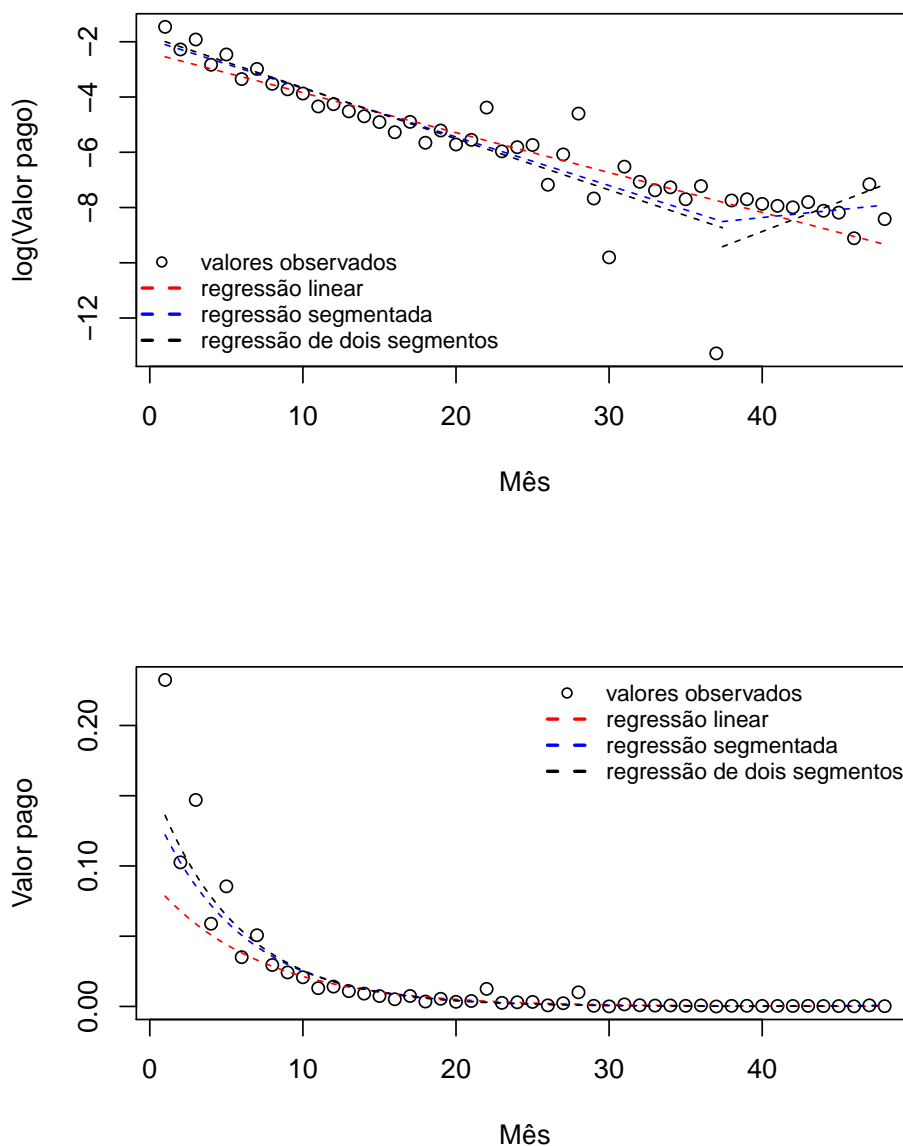 −2
−4
−6
−8
−12
log(Valor pago)
valores observados
regressão linear
regressão segmentada
regressão de dois segmentos
0 10 20 30 40
Mês
0.20
0.10
0.00
Valor pago
valores observados
regressão linear
regressão segmentada
regressão de dois segmentos
0 10 20 30 40
Mês